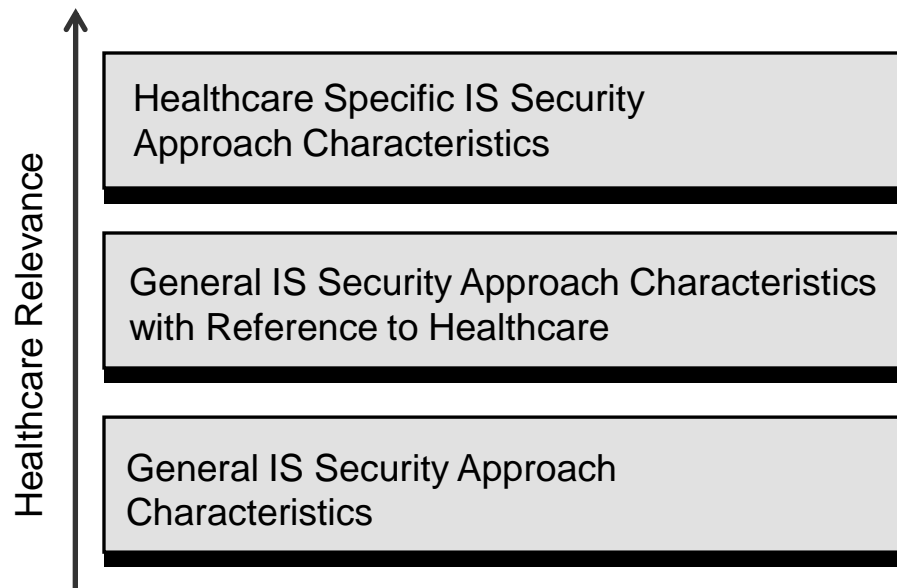 Healthcare Relevance
Healthcare Specific IS Security
Approach Characteristics
General IS Security Approach Characteristics
with Reference to Healthcare
General IS Security Approach
Characteristics